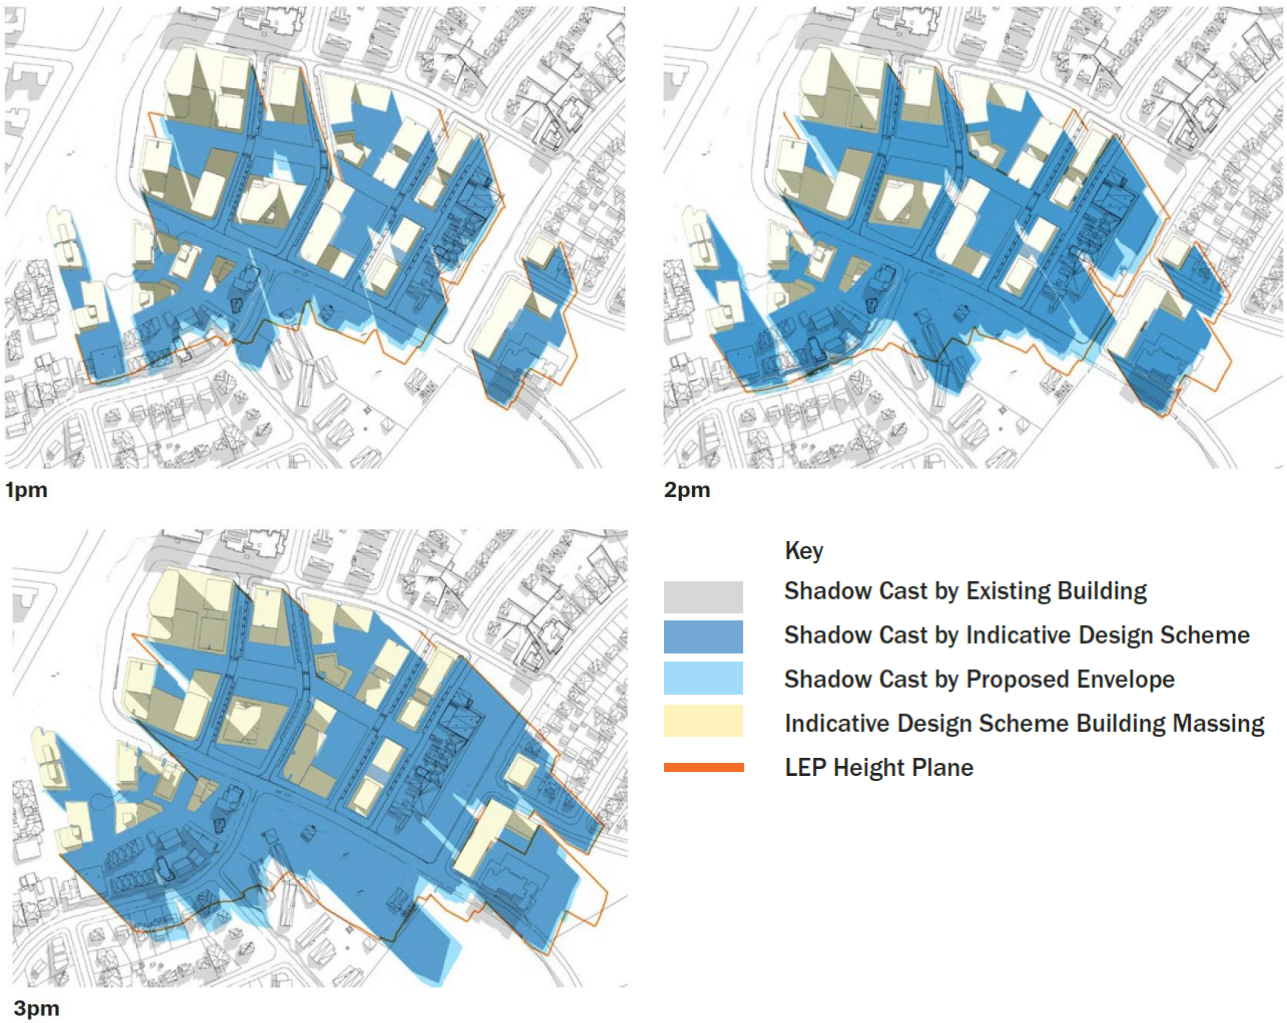 1pm
2pm
3pm
Key
Shadow Cast by Existing Building
Shadow Cast by Indicative Design Scheme
Shadow Cast by Proposed Envelope
Indicative Design Scheme Building Massing
LEP Height Plane